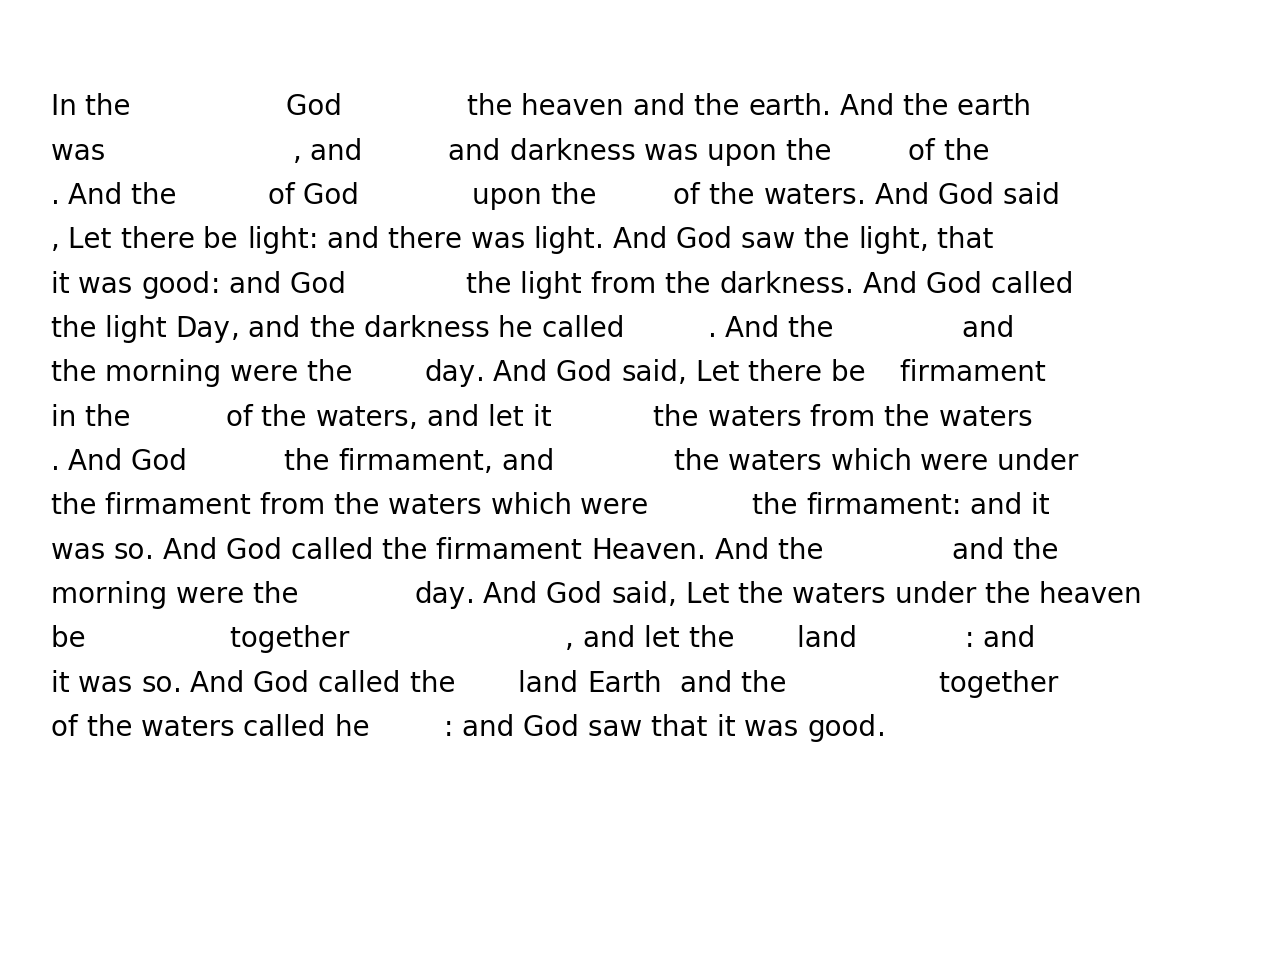 In the God the heaven and the earth. And the earth
was , and and darkness was upon the of the
. And the of God upon the of the waters. And God said
, Let there be light: and there was light. And God saw the light, that
it was good: and God the light from the darkness. And God called
the light Day, and the darkness he called . And the and
the morning were the day. And God said, Let there be firmament
in the of the waters, and let it the waters from the waters
. And God the firmament, and the waters which were under
the firmament from the waters which were the firmament: and it
was so. And God called the firmament Heaven. And the and the
morning were the day. And God said, Let the waters under the heaven
be together , and let the land : and
it was so. And God called the land Earth and the together
of the waters called he : and God saw that it was good.